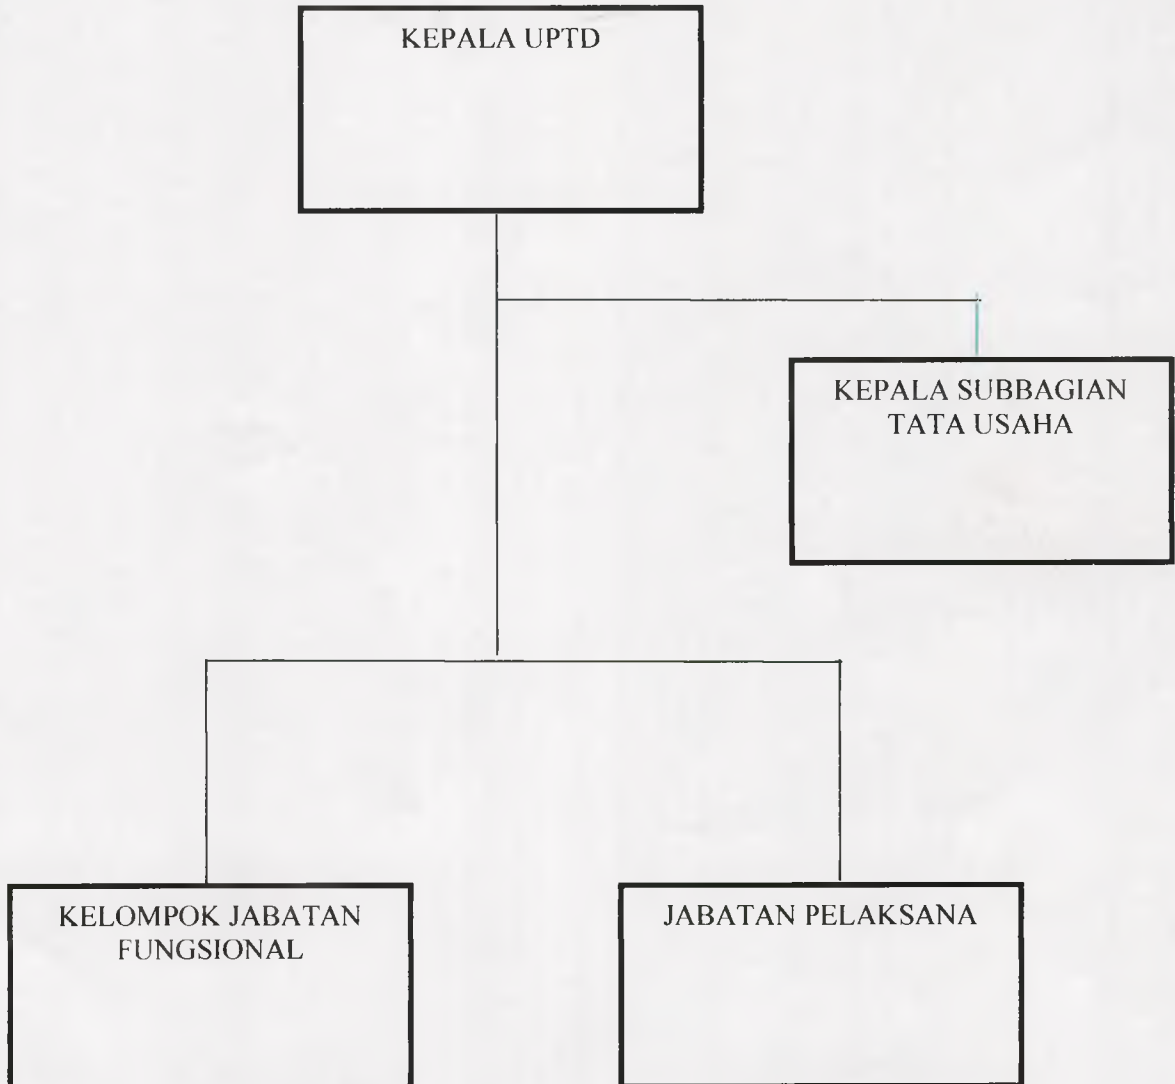 KEPALA UPTD
KEPALA SUBBAGIAN
TATA USAHA
KELOMPOK JABATAN
FUNGSIONAL
JABATAN PELAKSANA